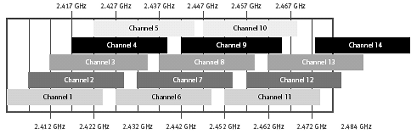 2.417 GHz 2.427 GHz 2.437 GHz 2.447 GHz 2.457 GHz 2.467 GHz
Channel 5 Channel 10
Channel 4 Channel 9 Channel 14
Channel 3 Channel 8 Channel 13
Channel 2 Channel 7 Channel 12
Channel 1 Channel 6 Channel 11
2.412 GHz 2.422 GHz 2.432 GHz 2.442 GHz 2.452 GHz 2.462 GHz 2.472 GHz 2.484 GHz